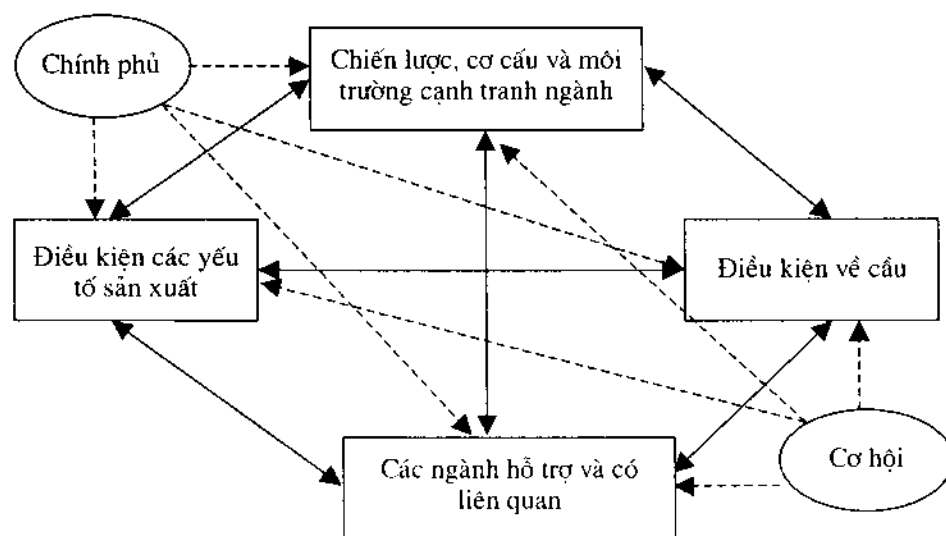 Chính phủ
Chiến lược, cơ cấu và môi
trường cạnh tranh ngành
Điều kiện các yếu
tố sản xuất
Điều kiện về cầu
Các ngành hỗ trợ và có
liên quan
Cơ hội